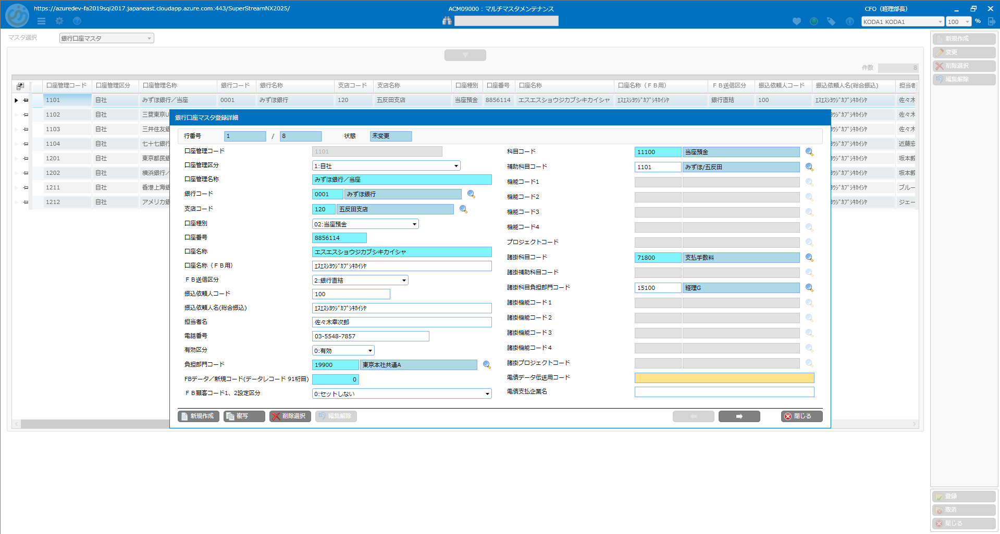 https://azuredev-fa2019sql2017.japaneast.cloudapp.azure.com:443/SuperStreamNX2025/
ACM09000：マルチマスタメンテナンス
CFO（経理部長）
KODA1 KODA1
100
%
マスタ選択
銀行口座マスタ
件数
8
口座管理コード 口座管理区分 口座管理名称 銀行コード 銀行名称 支店コード 支店名称 口座種別 口座番号 口座名称 口座名称（ＦＢ用） ＦＢ送信区分 振込依頼人コード 振込依頼人名(総合振込) 担当者
1101 自社 みずほ銀行／当座 0001 みずほ銀行 120 五反田支店 当座預金 8856114 エスエスショウジカブシキカイシャ ｴｽｴｽｼﾖｳｼﾞｶﾌﾞｼｷｶｲｼﾔ 銀行直結 100 ｴｽｴｽｼﾖｳｼﾞｶﾌﾞｼｷｶｲｼﾔ 佐々木
1102 自社 三菱東京U ﾖｳｼﾞｶﾌﾞｼｷｶｲｼﾔ 佐々木
1103 自社 三井住友銀 ﾖｳｼﾞｶﾌﾞｼｷｶｲｼﾔ 佐々木
1104 自社 七十七銀行 ﾖｳｼﾞｶﾌﾞｼｷｶｲｼﾔ 近藤宏
1201 自社 東京都民銀 ﾖｳｼﾞｶﾌﾞｼｷｶｲｼﾔ 坂本毅
1202 自社 横浜銀行／ ﾖｳｼﾞｶﾌﾞｼｷｶｲｼﾔ 坂本毅
1211 自社 香港上海銀 ﾖｳｼﾞｶﾌﾞｼｷｶｲｼﾔ ブルー
1212 自社 アメリカ銀 ﾖｳｼﾞｶﾌﾞｼｷｶｲｼﾔ ジェー
銀行口座マスタ登録詳細
行番号 1 / 8 状態 未変更
口座管理コード 1101
口座管理区分 1:自社
口座管理名称 みずほ銀行／当座
銀行コード 0001 みずほ銀行
支店コード 120 五反田支店
口座種別 02:当座預金
口座番号 8856114
口座名称 エスエスショウジカブシキカイシャ
口座名称（ＦＢ用） ｴｽｴｽｼﾖｳｼﾞｶﾌﾞｼｷｶｲｼﾔ
ＦＢ送信区分 2:銀行直結
振込依頼人コード 100
振込依頼人名(総合振込) ｴｽｴｽｼﾖｳｼﾞｶﾌﾞｼｷｶｲｼﾔ
担当者名 佐々木幸次郎
電話番号 03-5548-7857
有効区分 0:有効
負担部門コード 19900 東京本社共通A
FBデータ／新規コード(データレコード 91桁目) 0
ＦＢ顧客コード1、2設定区分 0:セットしない
科目コード 11100 当座預金
補助科目コード 1101 みずほ/五反田
機能コード1
機能コード2
機能コード3
機能コード4
プロジェクトコード
諸掛科目コード 71800 支払手数料
諸掛補助科目コード
諸掛科目負担部門コード 15100 経理G
諸掛機能コード１
諸掛機能コード２
諸掛機能コード３
諸掛機能コード４
諸掛プロジェクトコード
電債データ伝送用コード
電債支払企業名
新規作成 複写 削除選択 編集解除 閉じる
新規作成
変更
削除選択
編集解除
登録
取消
閉じる